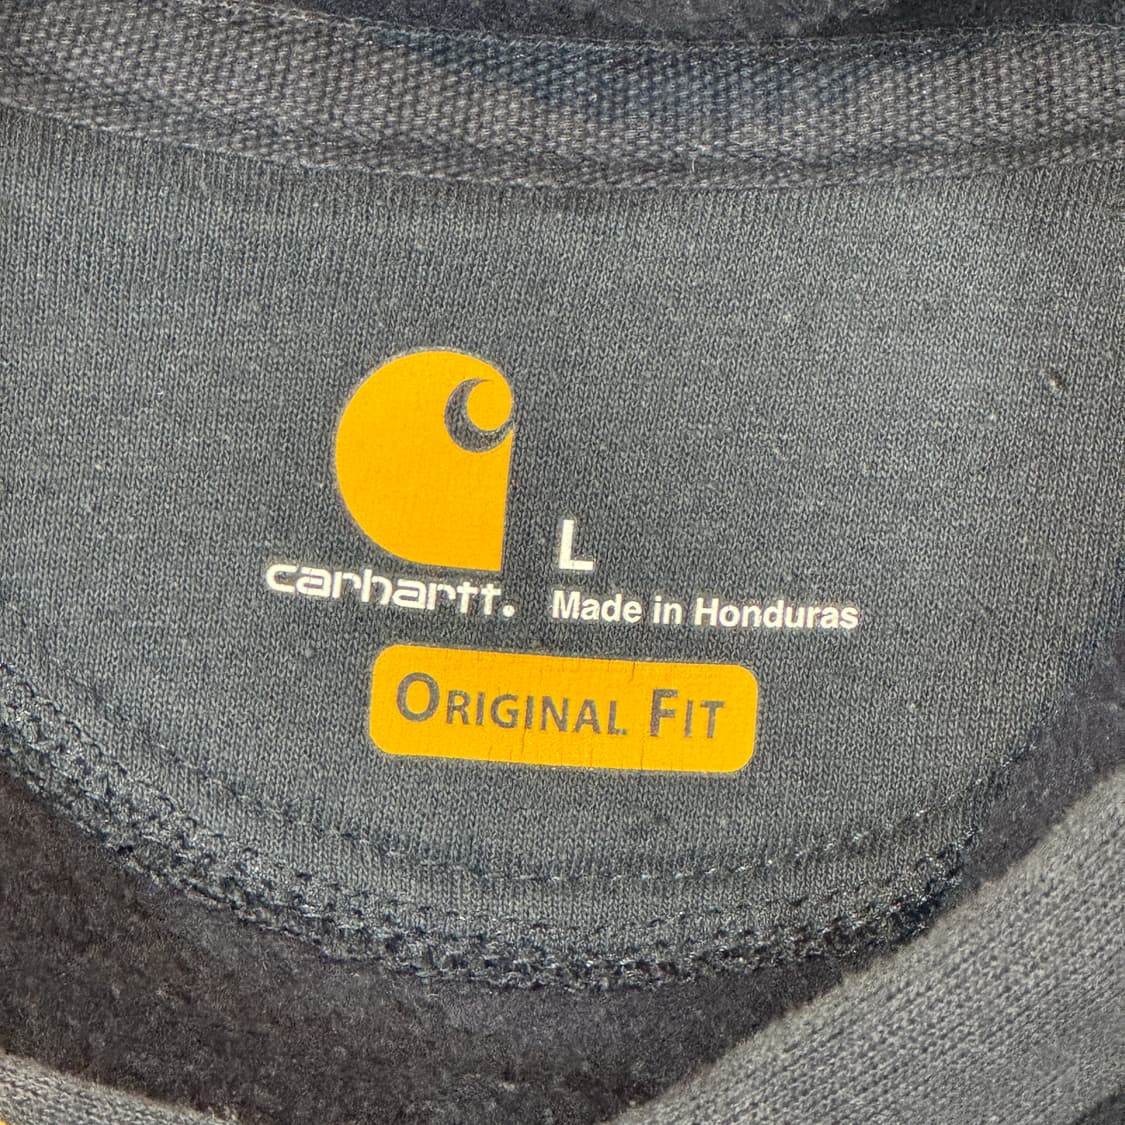 L
carhartt.
Made in Honduras
ORIGINAL FIT